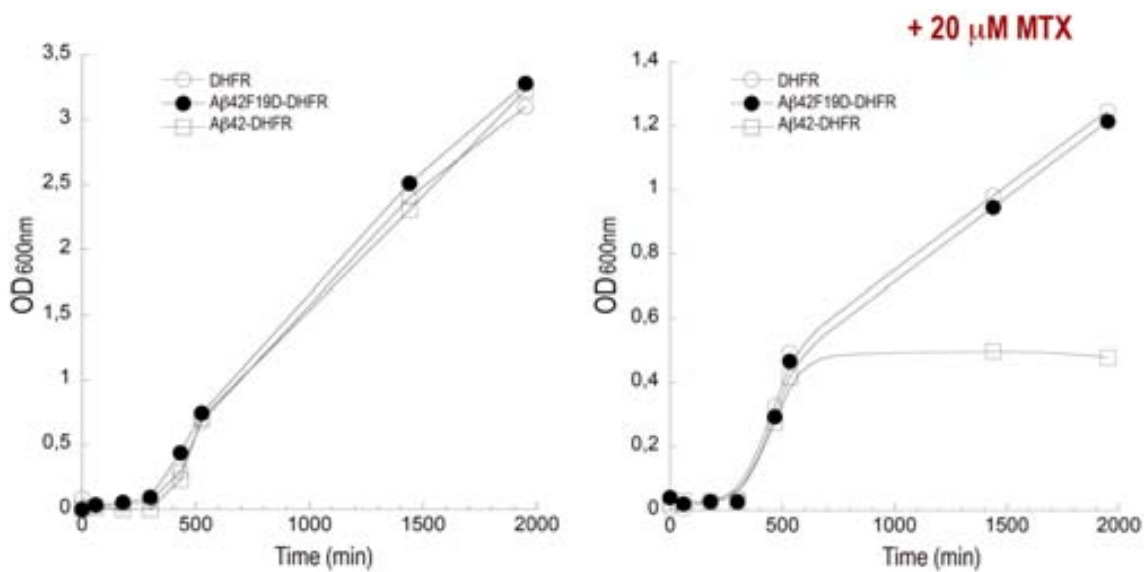 DHFR
Aβ42F19D-DHFR
Aβ42-DHFR
3,5
3
2,5
2
1,5
1
0,5
0
OD600nm
0
500
1000
1500
2000
Time (min)
+ 20 μM MTX
DHFR
Aβ42F19D-DHFR
Aβ42-DHFR
1,4
1,2
1
0,8
0,6
0,4
0,2
0
OD600nm
0
500
1000
1500
2000
Time (min)